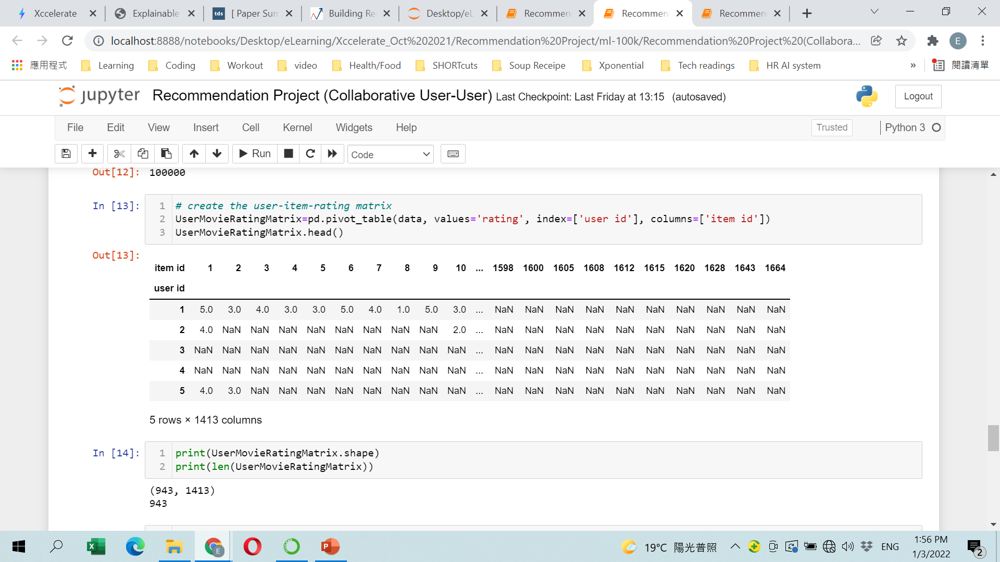 Xccelerate
Explainable
tds [ Paper Sum
Building Re
Desktop/eL
Recommen
Recommen
Recommen
localhost:8888/notebooks/Desktop/eLearning/Xccelerate_Oct%202021/Recommendation%20Project/ml-100k/Recommendation%20Project%20(Collabora...
E
應用程式 Learning Coding Workout video Health/Food SHORTcuts Soup Receipe Xponential Tech readings HR AI system » 閱讀清單
jupyter Recommendation Project (Collaborative User-User) Last Checkpoint: Last Friday at 13:15 (autosaved)
Logout
File Edit View Insert Cell Kernel Widgets Help Trusted Python 3
Run Code
Out[12]: 100000
In [13]: 1 # create the user-item-rating matrix
2 UserMovieRatingMatrix=pd.pivot_table(data, values='rating', index=['user id'], columns=['item id'])
3 UserMovieRatingMatrix.head()
Out[13]:
item id 1 2 3 4 5 6 7 8 9 10 ... 1598 1600 1605 1608 1612 1615 1620 1628 1643 1664
user id
1 5.0 3.0 4.0 3.0 3.0 5.0 4.0 1.0 5.0 3.0 ... NaN NaN NaN NaN NaN NaN NaN NaN NaN NaN
2 4.0 NaN NaN NaN NaN NaN NaN NaN NaN 2.0 ... NaN NaN NaN NaN NaN NaN NaN NaN NaN NaN
3 NaN NaN NaN NaN NaN NaN NaN NaN NaN NaN ... NaN NaN NaN NaN NaN NaN NaN NaN NaN NaN
4 NaN NaN NaN NaN NaN NaN NaN NaN NaN NaN ... NaN NaN NaN NaN NaN NaN NaN NaN NaN NaN
5 4.0 3.0 NaN NaN NaN NaN NaN NaN NaN NaN ... NaN NaN NaN NaN NaN NaN NaN NaN NaN NaN
5 rows × 1413 columns
In [14]: 1 print(UserMovieRatingMatrix.shape)
2 print(len(UserMovieRatingMatrix))
(943, 1413)
943
19°C 陽光普照 ENG
1:56 PM
1/3/2022
2